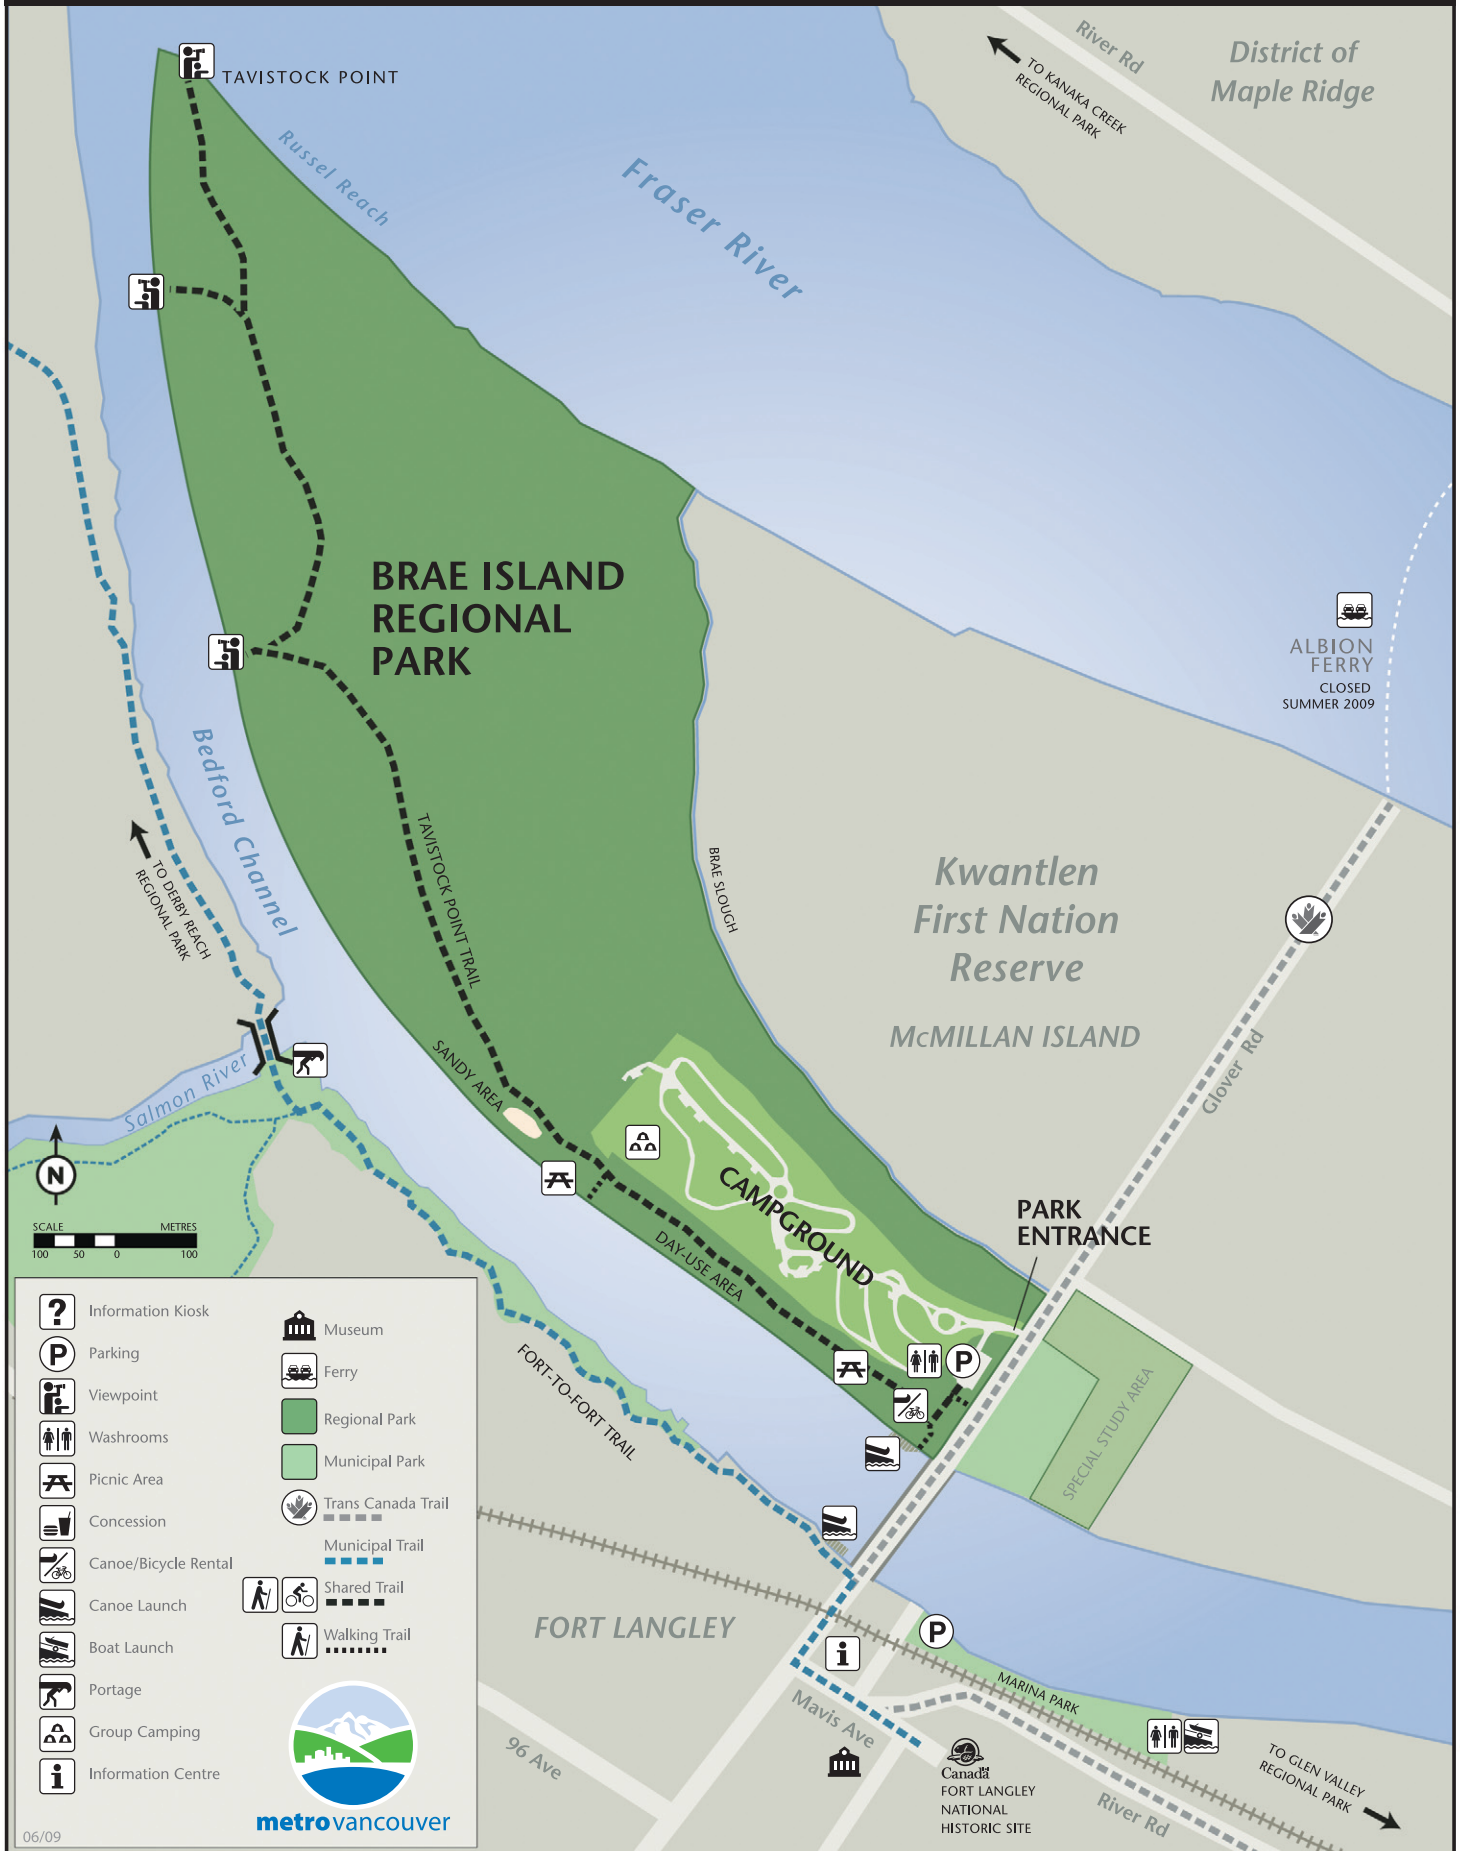 TAVISTOCK POINT
Russel Reach
Fraser River
River Rd
District of
Maple Ridge
TO KANAKA CREEK
REGIONAL PARK
BRAE ISLAND
REGIONAL
PARK
ALBION
FERRY
CLOSED
SUMMER 2009
Bedford Channel
TO DERBY REACH
REGIONAL PARK
TAVISTOCK POINT TRAIL
BRAE SLOUGH
Kwantlen
First Nation
Reserve
McMILLAN ISLAND
Glover Rd
SANDY AREA
Salmon River
CAMPGROUND
DAY-USE AREA
PARK
ENTRANCE
SPECIAL STUDY AREA
FORT-TO-FORT TRAIL
P
N
SCALE
METRES
100 50 0 100
? Information Kiosk
P Parking
Viewpoint
Washrooms
Picnic Area
Concession
Canoe/Bicycle Rental
Canoe Launch
Boat Launch
Portage
Group Camping
i Information Centre
Museum
Ferry
Regional Park
Municipal Park
Trans Canada Trail
Municipal Trail
Shared Trail
Walking Trail
metrovancouver
06/09
FORT LANGLEY
i
P
MARINA PARK
Mavis Ave
96 Ave
Canada
FORT LANGLEY
NATIONAL
HISTORIC SITE
River Rd
TO GLEN VALLEY
REGIONAL PARK